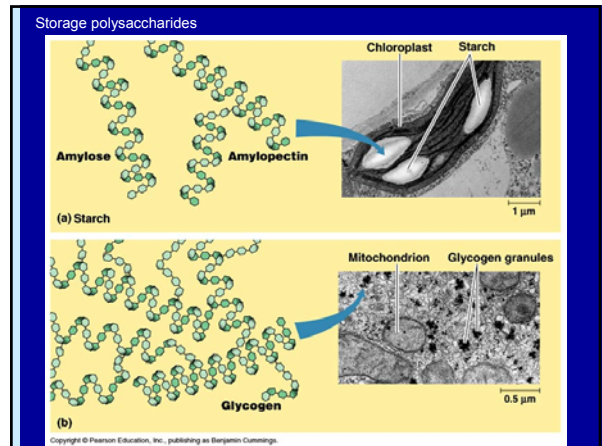 Storage polysaccharides
Chloroplast Starch
Amylose Amylopectin
1 µm
(a) Starch
Mitochondrion Glycogen granules
Glycogen
0.5 µm
(b)
Copyright © Pearson Education, Inc., publishing as Benjamin Cummings.